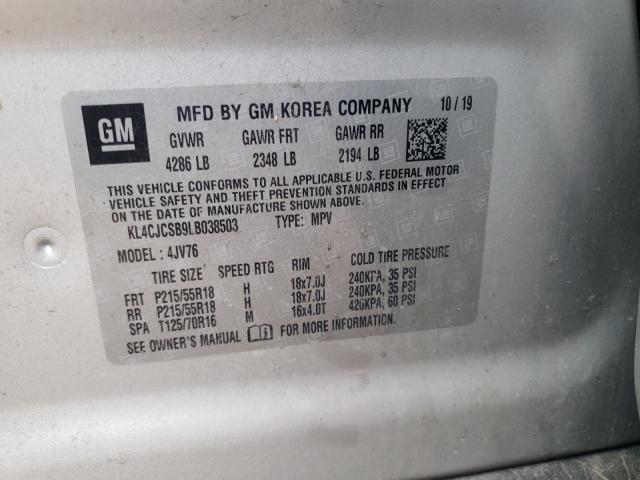 GM
MFD BY GM KOREA COMPANY 10/19
GVWR GAWR FRT GAWR RR
4286 LB 2348 LB 2194 LB
THIS VEHICLE CONFORMS TO ALL APPLICABLE U.S. FEDERAL MOTOR
VEHICLE SAFETY AND THEFT PREVENTION STANDARDS IN EFFECT
ON THE DATE OF MANUFACTURE SHOWN ABOVE.
KL4CJCSB9LB038503 TYPE: MPV
MODEL: 4JV76
TIRE SIZE SPEED RTG RIM COLD TIRE PRESSURE
FRT P215/55R18 H 18x7.0J 240KPA, 35 PSI
RR P215/55R18 H 18x7.0J 240KPA, 35 PSI
SPA T125/70R16 M 16x4.0T 420KPA, 60 PSI
SEE OWNER'S MANUAL FOR MORE INFORMATION.